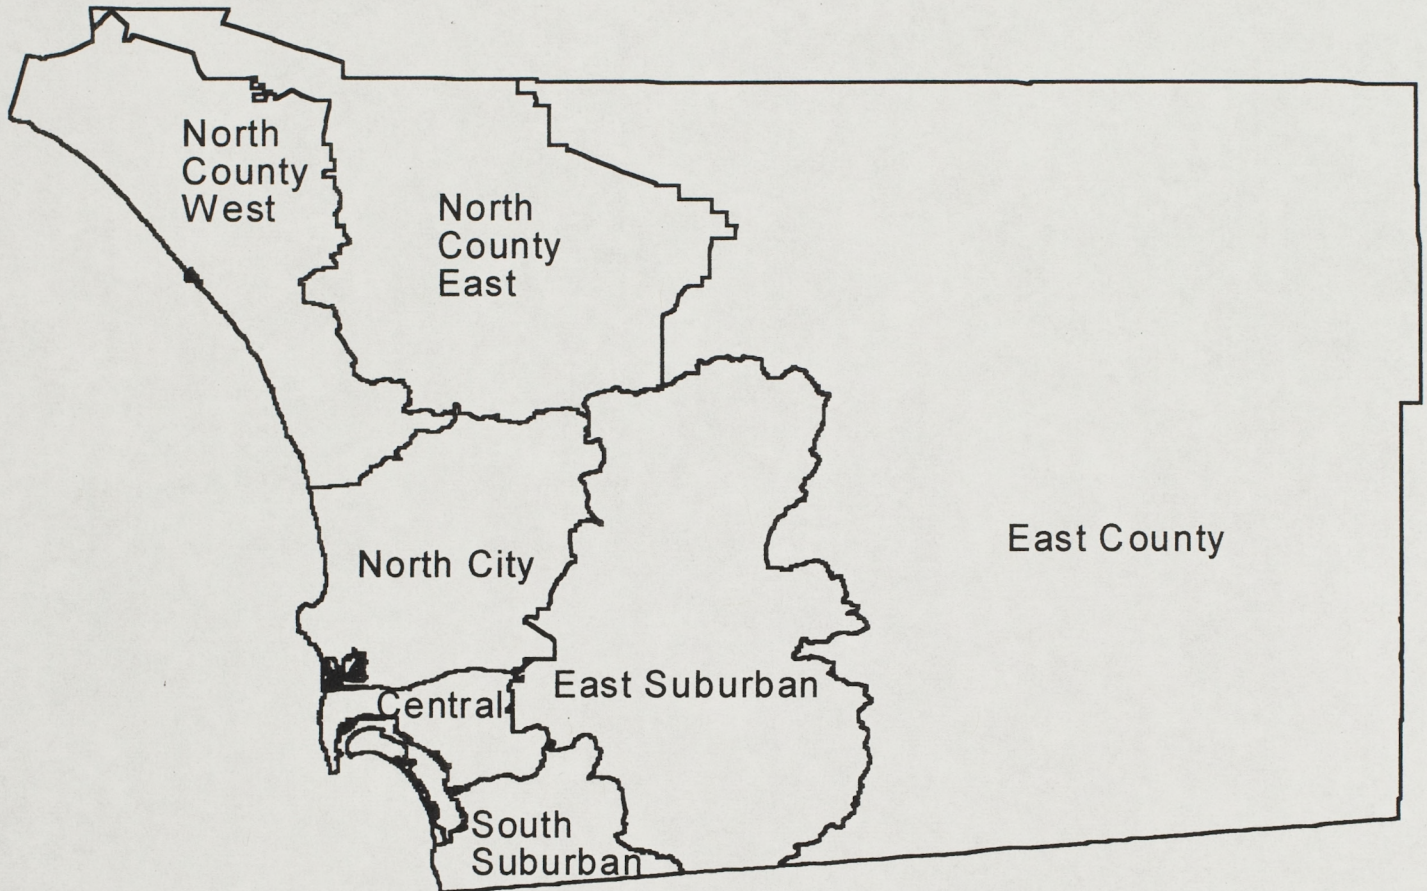 North
County
West
North
County
East
East County
North City
East Suburban
Central
South
Suburban